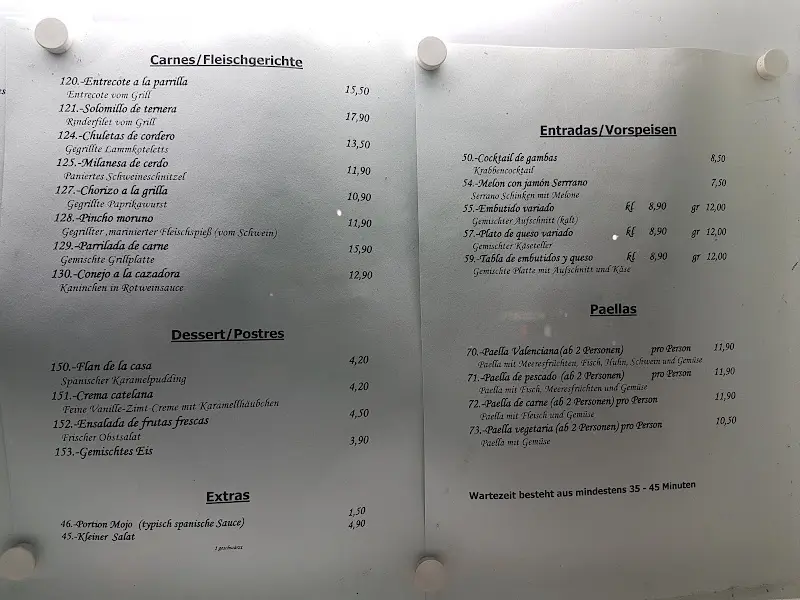 Carnes/Fleischgerichte
120.-Entrecote a la parrilla 15,50
Entrecote vom Grill
121.-Solomillo de ternera 17,90
Rinderfilet vom Grill
124.-Chuletas de cordero 13,50
Gegrillte Lammkoteletts
125.-Milanesa de cerdo 11,90
Paniertes Schweineschnitzel
127.-Chorizo a la grilla 10,90
Gegrillte Paprikawurst
128.-Pincho moruno 11,90
Gegrillter ,marinierter Fleischspieß (vom Schwein)
129.-Parrilada de carne 15,90
Gemischte Grillplatte
130.-Conejo a la cazadora 12,90
Kaninchen in Rotweinsauce
Dessert/Postres
150.-Flan de la casa 4,20
Spanischer Karamelpudding
151.-Crema catelana 4,20
Feine Vanille-Zimt-Creme mit Karamellhäubchen
152.-Ensalada de frutas frescas 4,50
Frischer Obstsalat
153.-Gemischtes Eis 3,90
Extras
46.-Portion Mojo (typisch spanische Sauce) 1,50
45.-Kleiner Salat 4,90
Entradas/Vorspeisen
50.-Cocktail de gambas 8,50
Krabbencocktail
54.-Melon con jamón Serrrano 7,50
Serrano Schinken mit Melone
55.-Embutido variado kl 8,90 gr 12,00
Gemischter Aufschnitt (kalt)
57.-Plato de queso variado kl 8,90 gr 12,00
Gemischter Käseteller
59.-Tabla de embutidos y queso kl 8,90 gr 12,00
Gemischte Platte mit Aufschnitt und Käse
Paellas
70.-Paella Valenciana(ab 2 Personen) pro Person 11,90
Paella mit Meeresfrüchten, Fisch, Huhn, Schwein und Gemüse
71.-Paella de pescado (ab 2 Personen) pro Person 11,90
Paella mit Fisch, Meeresfrüchten und Gemüse
72.-Paella de carne (ab 2 Personen) pro Person 11,90
Paella mit Fleisch und Gemüse
73.-Paella vegetaria (ab 2 Personen) pro Person 10,50
Paella mit Gemüse
Wartezeit besteht aus mindestens 35 - 45 Minuten